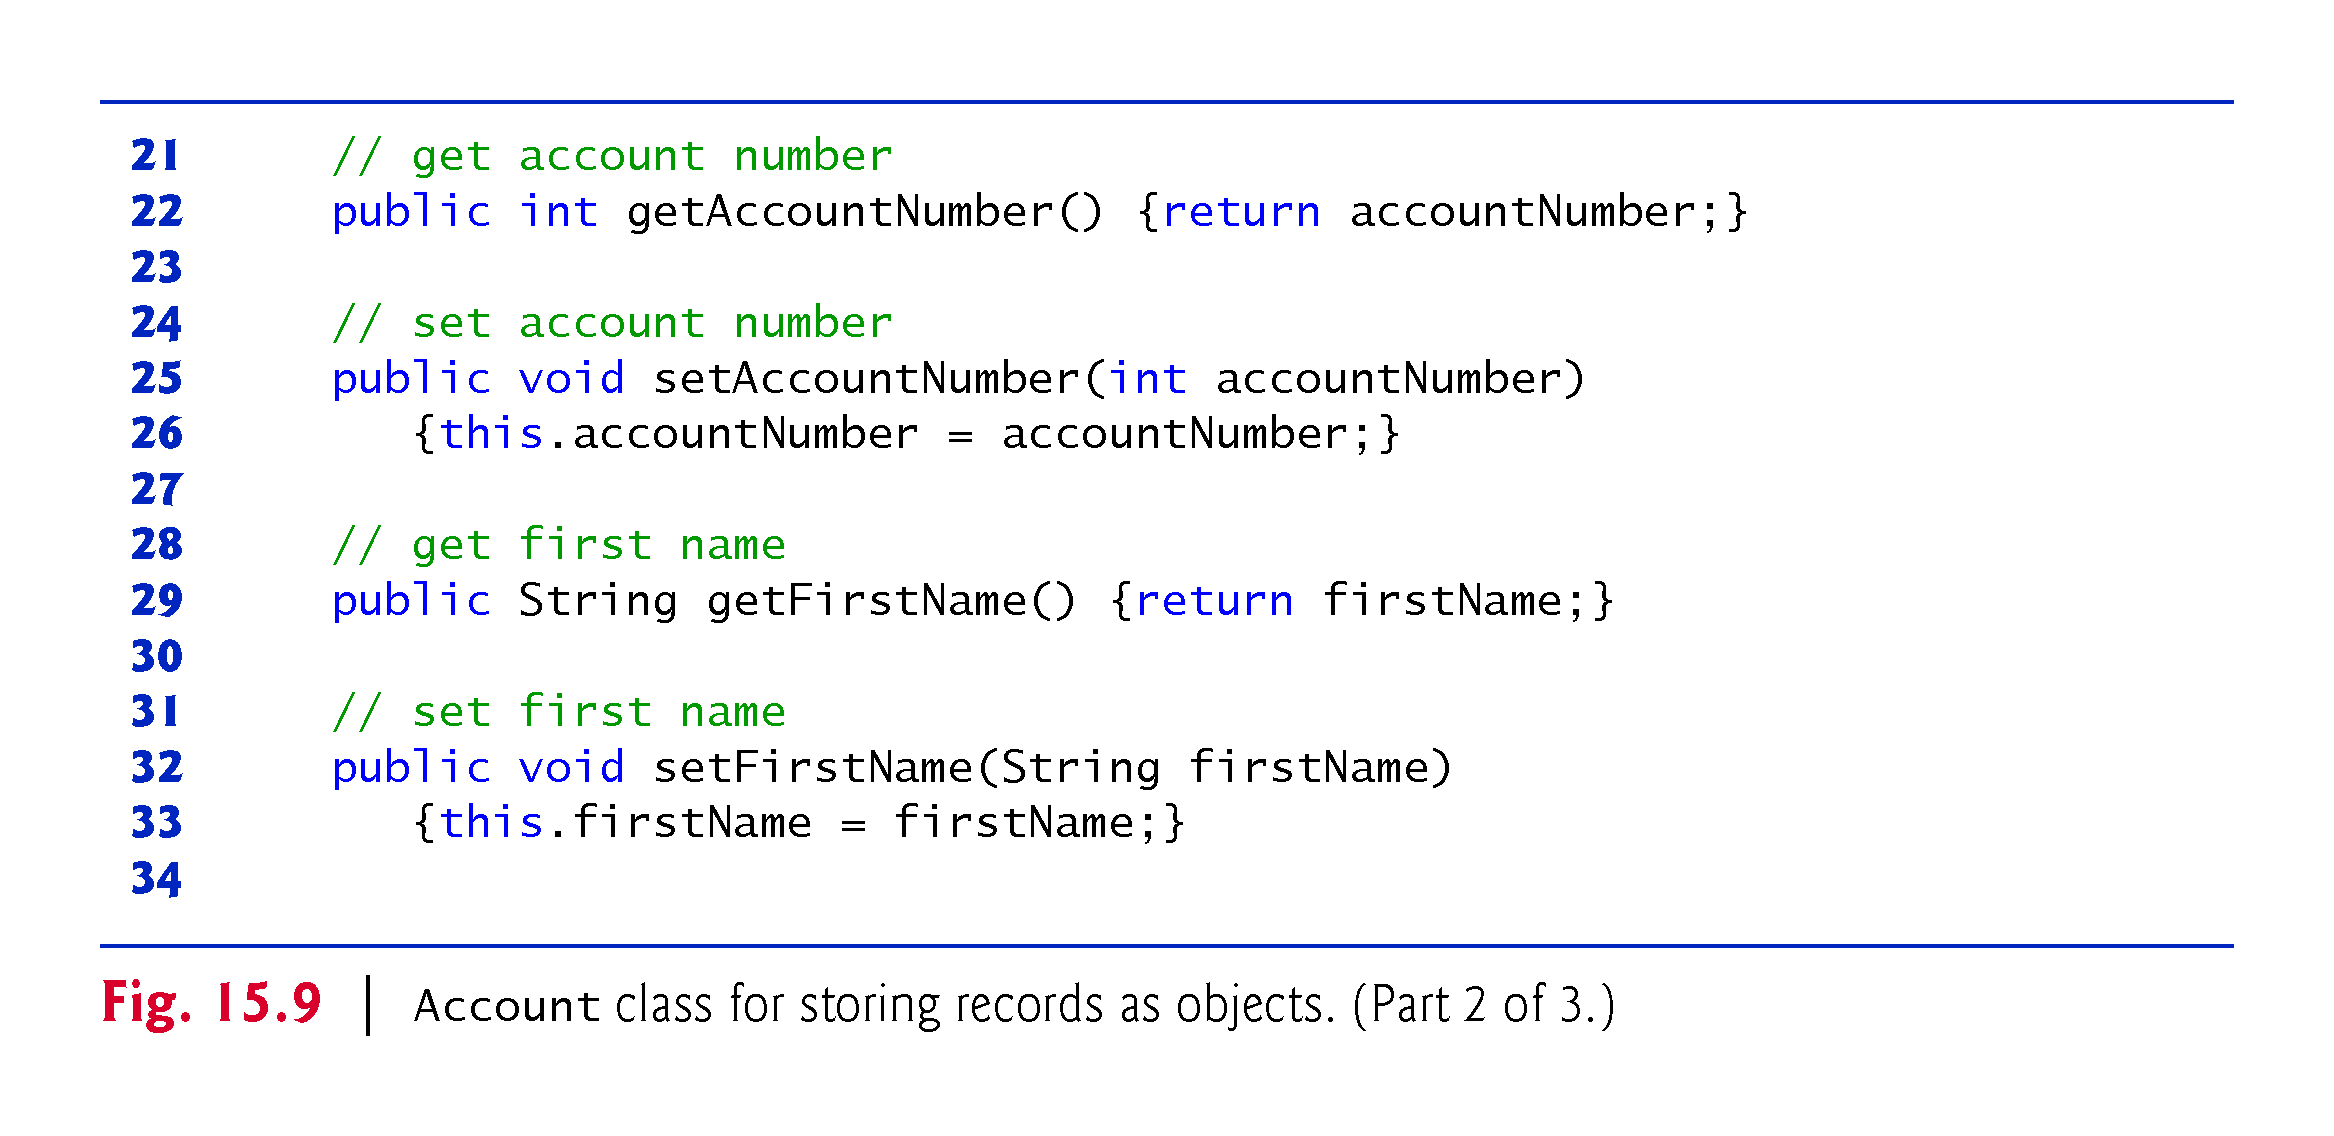 21 // get account number
22 public int getAccountNumber() {return accountNumber;}
23
24 // set account number
25 public void setAccountNumber(int accountNumber)
26 {this.accountNumber = accountNumber;}
27
28 // get first name
29 public String getFirstName() {return firstName;}
30
31 // set first name
32 public void setFirstName(String firstName)
33 {this.firstName = firstName;}
34
Fig. 15.9 | Account class for storing records as objects. (Part 2 of 3.)